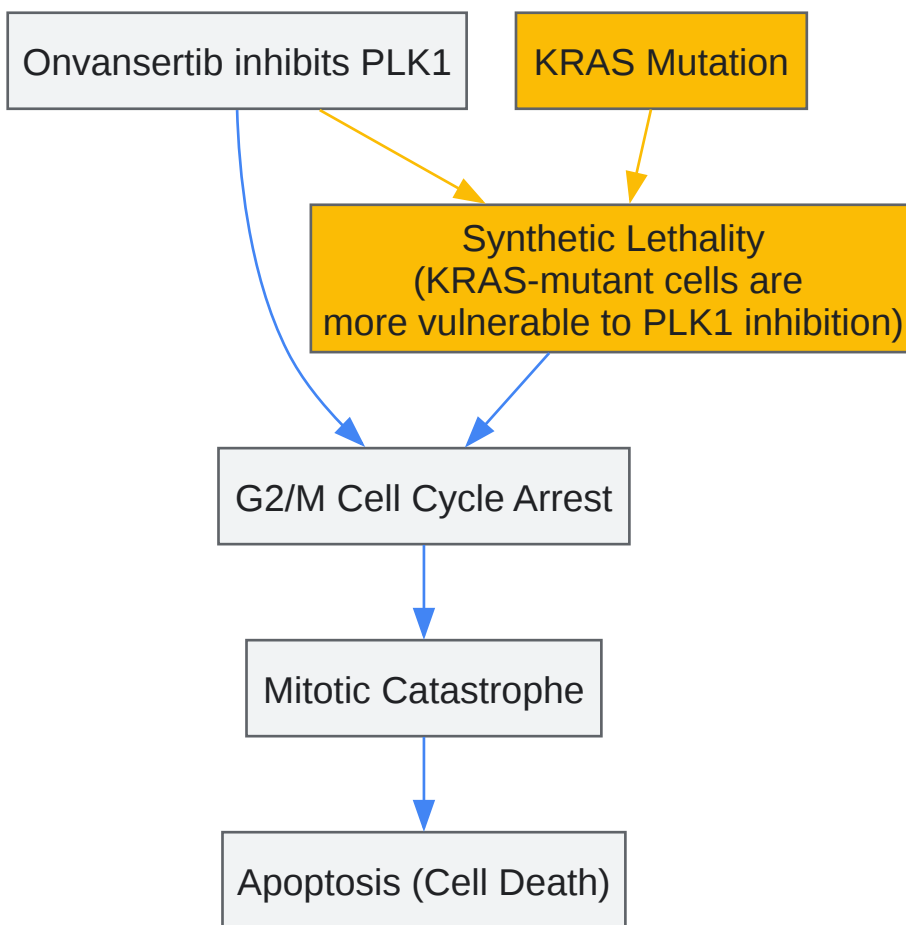 Onvansertib inhibits PLK1
KRAS Mutation
Synthetic Lethality
(KRAS-mutant cells are
more vulnerable to PLK1 inhibition)
G2/M Cell Cycle Arrest
Mitotic Catastrophe
Apoptosis (Cell Death)